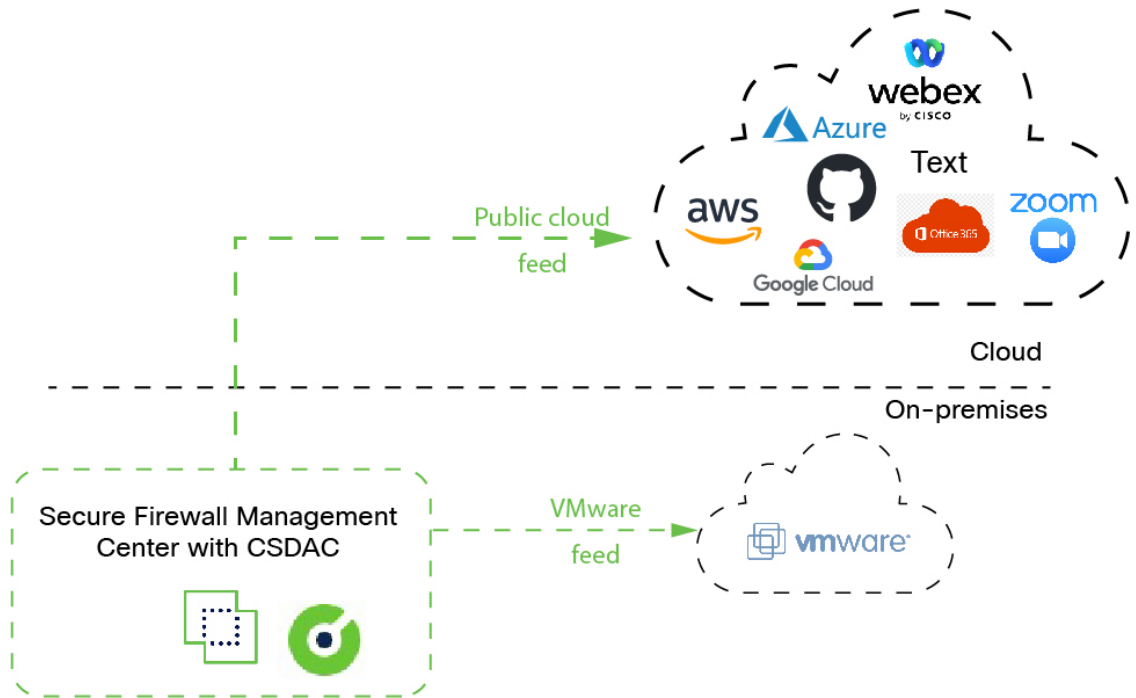 webex
by CISCO
Azure
Text
aws
Office 365
zoom
Google Cloud
Public cloud
feed
Cloud
On-premises
Secure Firewall Management
Center with CSDAC
VMware
feed
vmware®